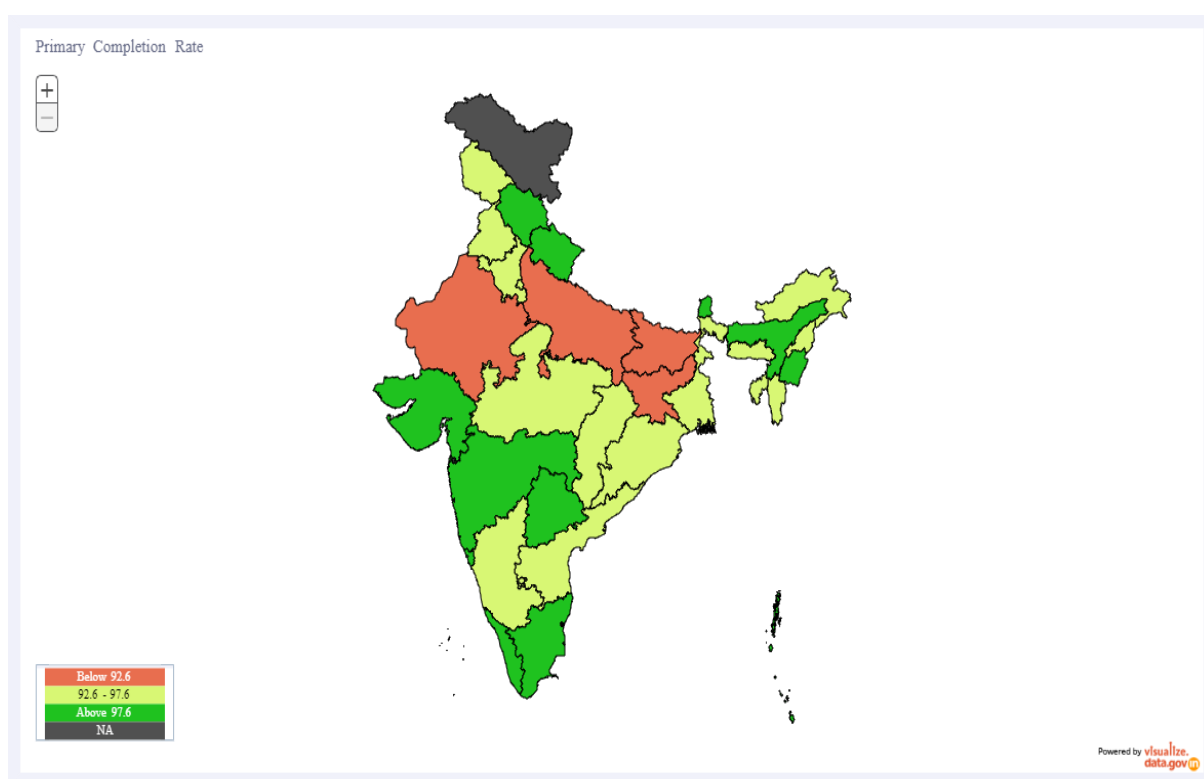 Primary Completion Rate
+
−
Below 92.6
92.6 - 97.6
Above 97.6
NA
Powered by visualize.
data.gov in